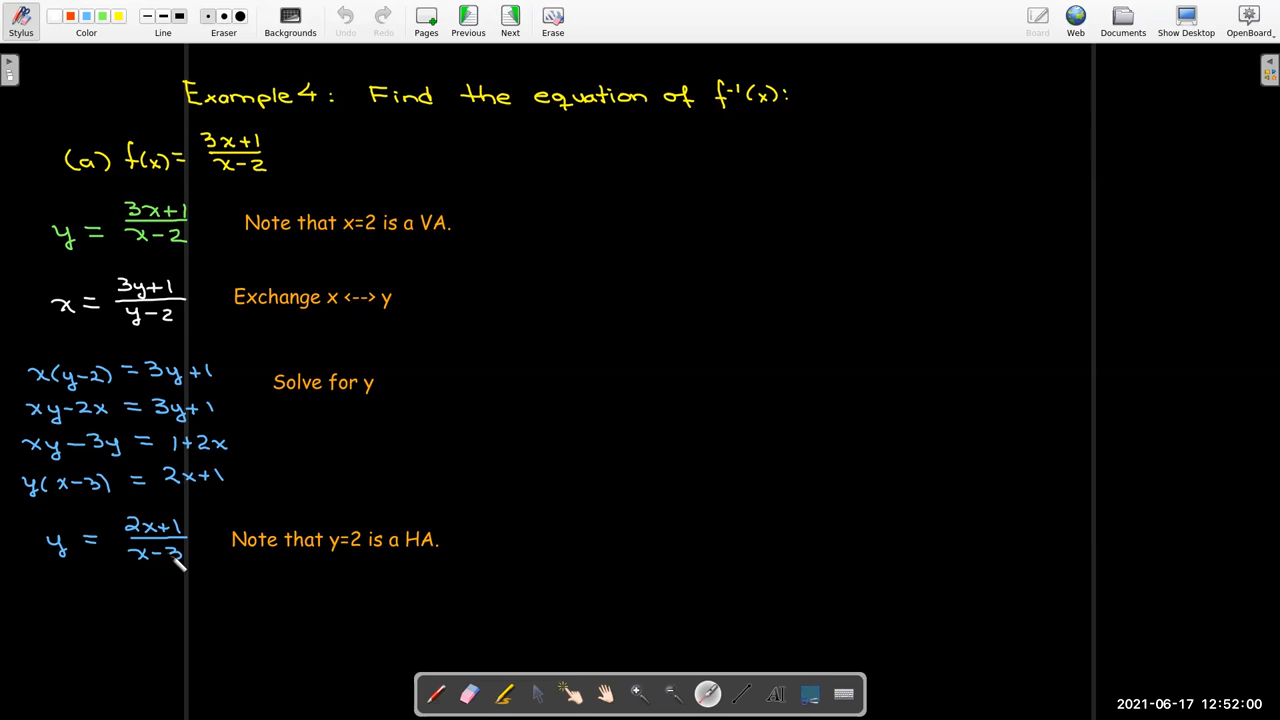 Stylus Color Line Eraser Backgrounds Undo Redo Pages Previous Next Erase Board Web Documents Show Desktop OpenBoard
Example 4: Find the equation of f⁻¹(x):
(a) f(x) = (3x+1)/(x-2)
y = (3x+1)/(x-2) Note that x=2 is a VA.
x = (3y+1)/(y-2) Exchange x <--> y
x(y-2) = 3y+1 Solve for y
xy-2x = 3y+1
xy-3y = 1+2x
y(x-3) = 2x+1
y = (2x+1)/(x-3) Note that y=2 is a HA.
AI
2021-06-17 12:52:00